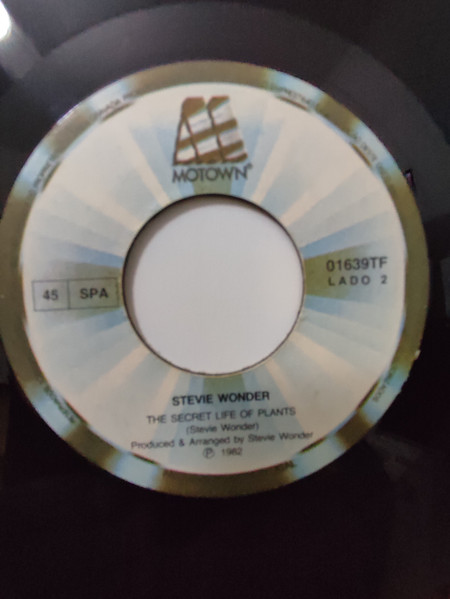 MOTOWN®
45 SPA
01639TF
LADO 2
STEVIE WONDER
THE SECRET LIFE OF PLANTS
(Stevie Wonder)
Produced & Arranged by Stevie Wonder
℗ 1982